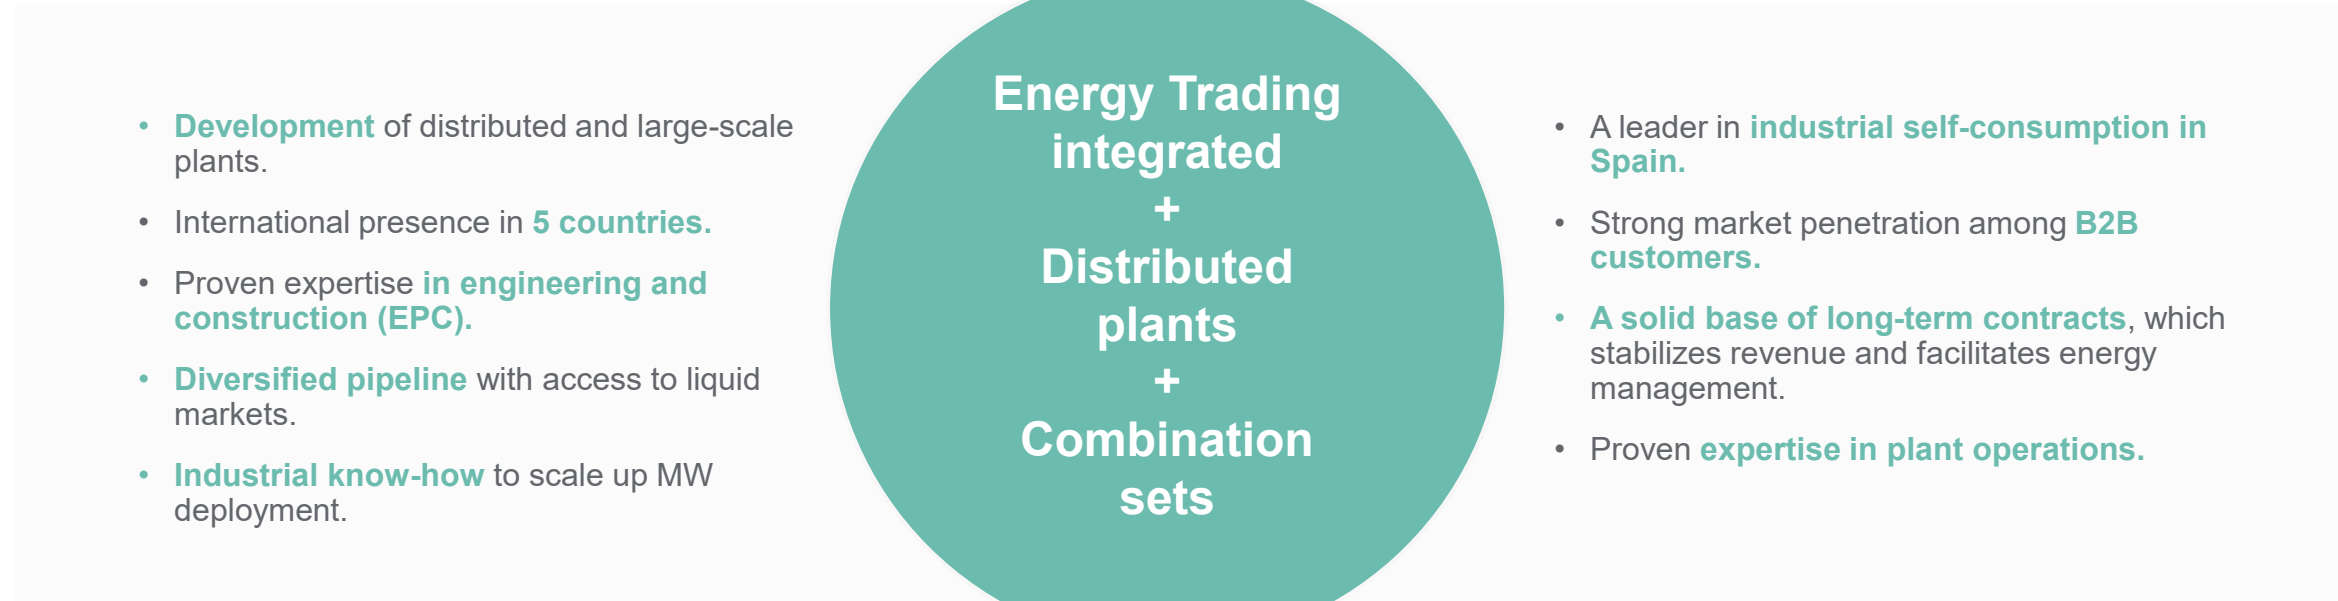 • Development of distributed and large-scale
plants.
• International presence in 5 countries.
• Proven expertise in engineering and
construction (EPC).
• Diversified pipeline with access to liquid
markets.
• Industrial know-how to scale up MW
deployment.
Energy Trading
integrated
+
Distributed
plants
+
Combination
sets
• A leader in industrial self-consumption in
Spain.
• Strong market penetration among B2B
customers.
• A solid base of long-term contracts, which
stabilizes revenue and facilitates energy
management.
• Proven expertise in plant operations.